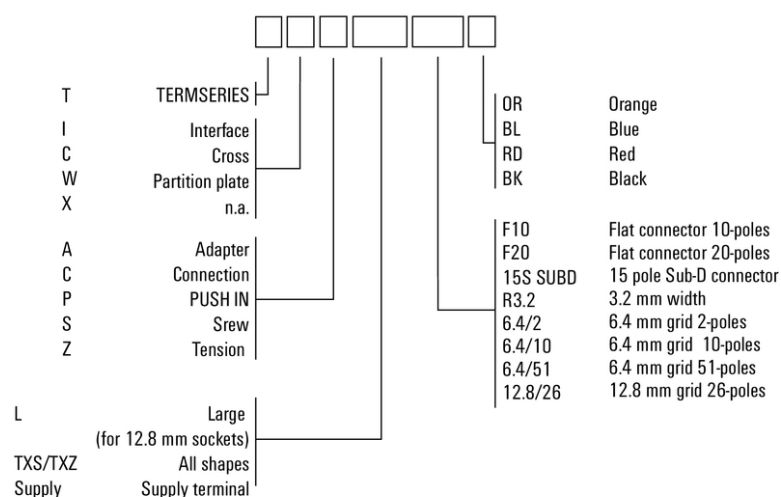 T TERMSERIES
I Interface
C Cross
W Partition plate
X n.a.
A Adapter
C Connection
P PUSH IN
S Srew
Z Tension
L Large
(for 12.8 mm sockets)
TXS/TXZ All shapes
Supply Supply terminal
OR Orange
BL Blue
RD Red
BK Black
F10 Flat connector 10-poles
F20 Flat connector 20-poles
15S SUBD 15 pole Sub-D connector
R3.2 3.2 mm width
6.4/2 6.4 mm grid 2-poles
6.4/10 6.4 mm grid 10-poles
6.4/51 6.4 mm grid 51-poles
12.8/26 12.8 mm grid 26-poles